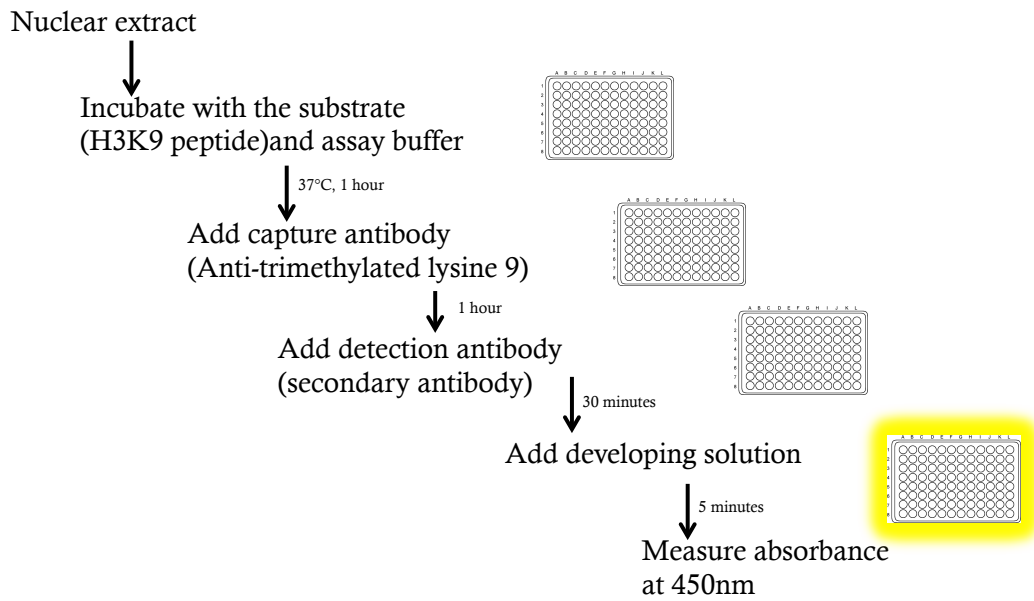 Nuclear extract
Incubate with the substrate
(H3K9 peptide)and assay buffer
37°C, 1 hour
Add capture antibody
(Anti-trimethylated lysine 9)
1 hour
Add detection antibody
(secondary antibody)
30 minutes
Add developing solution
5 minutes
Measure absorbance
at 450nm